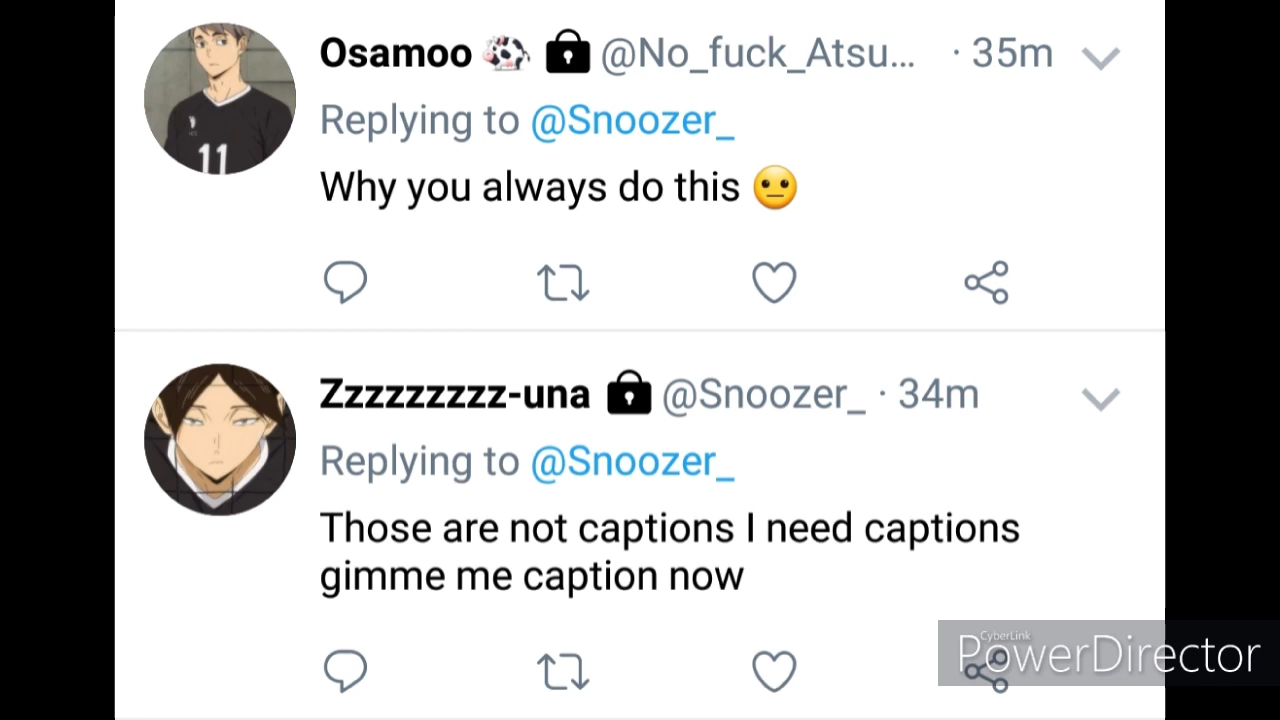 Osamoo 🐄 🔒 @No_fuck_Atsu... · 35m
Replying to @Snoozer_
Why you always do this 😐
11
Zzzzzzzzz-una 🔒 @Snoozer_ · 34m
Replying to @Snoozer_
Those are not captions I need captions
gimme me caption now
CyberLink
PowerDirector